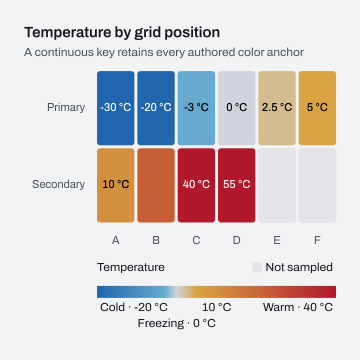 Temperature by grid position
A continuous key retains every authored color anchor
Primary -30 °C -20 °C -3 °C 0 °C 2.5 °C 5 °C
Secondary 10 °C 40 °C 55 °C
A B C D E F
Temperature Not sampled
Cold · -20 °C 10 °C Warm · 40 °C
Freezing · 0 °C